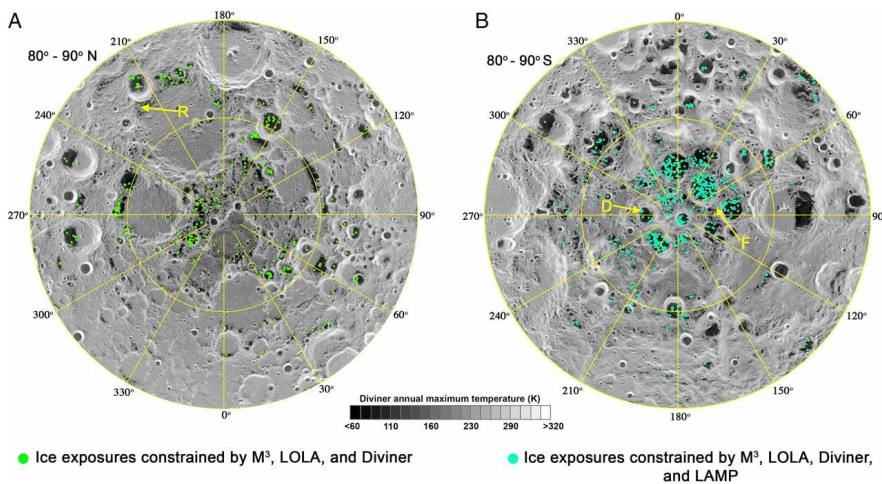 A
80° - 90° N
180°
150°
120°
90°
60°
30°
0°
330°
300°
270°
240°
210°
R
B
80° - 90° S
0°
60°
90
120°
150°
180°
210°
270°
300°
330°
D
F
Diviner annual maximum temperature (K)
<60 110 160 230 290 >320
Ice exposures constrained by M³, LOLA, and Diviner
Ice exposures constrained by M³, LOLA, Diviner,
and LAMP